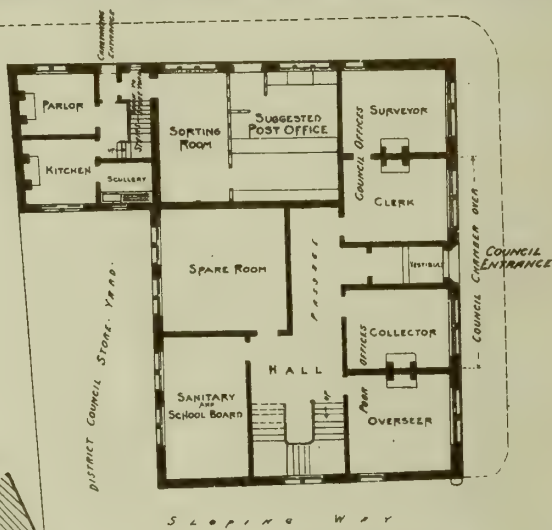 CARETAKERS
ENTRANCE
PARLOR
KITCHEN
SCULLERY
SORTING
ROOM
SUGGESTED
POST OFFICE
COUNCIL OFFICES
SURVEYOR
CLERK
VESTIBULE
COUNCIL
ENTRANCE
COUNCIL CHAMBER OVER
SPARE ROOM
PASSAGE
HALL
UP
POOR OFFICES
COLLECTOR
OVERSEER
SANITARY
AND
SCHOOL BOARD
DISTRICT COUNCIL STORE-YARD.
SLOPING WAY